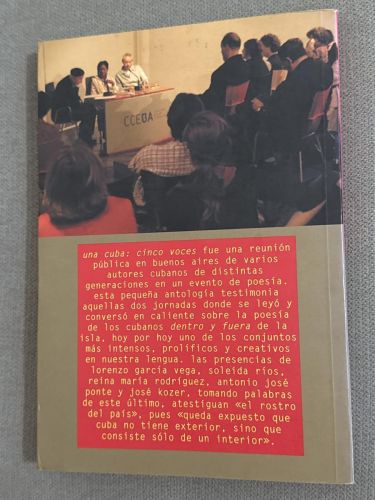 CCEBA
una cuba: cinco voces fue una reunión
pública en buenos aires de varios
autores cubanos de distintas
generaciones en un evento de poesía.
esta pequeña antología testimonia
aquellas dos jornadas donde se leyó y
conversó en caliente sobre la poesía
de los cubanos dentro y fuera de la
isla, hoy por hoy uno de los conjuntos
más intensos, prolíficos y creativos
en nuestra lengua. las presencias de
lorenzo garcía vega, soleida ríos,
reina maría rodríguez, antonio josé
ponte y josé kozer, tomando palabras
de este último, atestiguan «el rostro
del país», pues «queda expuesto que
cuba no tiene exterior, sino que
consiste sólo de un interior».